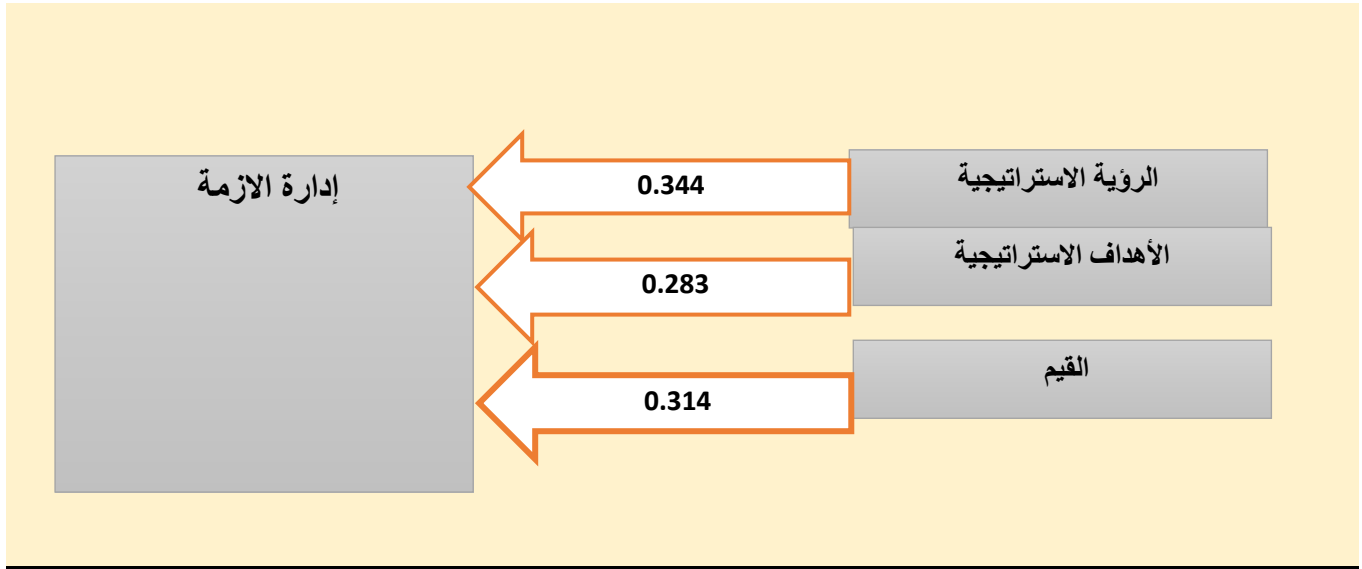 الرؤية الاستراتيجية
0.344
إدارة الازمة
الأهداف الاستراتيجية
0.283
القيم
0.314